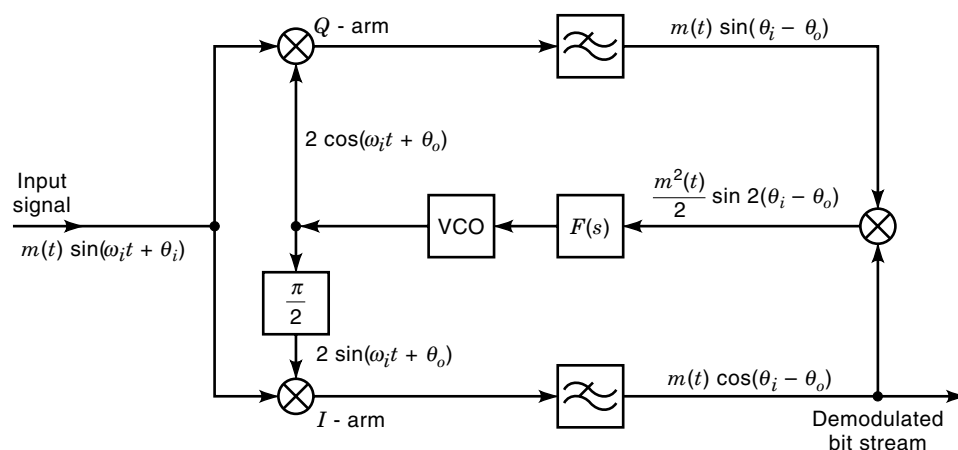 Q - arm
m(t) sin(θi – θo)
2 cos(ωit + θo)
Input
signal
m(t) sin(ωit + θi)
VCO
F(s)
m²(t)
2
sin 2(θi – θo)
π
2
2 sin(ωit + θo)
I - arm
m(t) cos(θi – θo)
Demodulated
bit stream